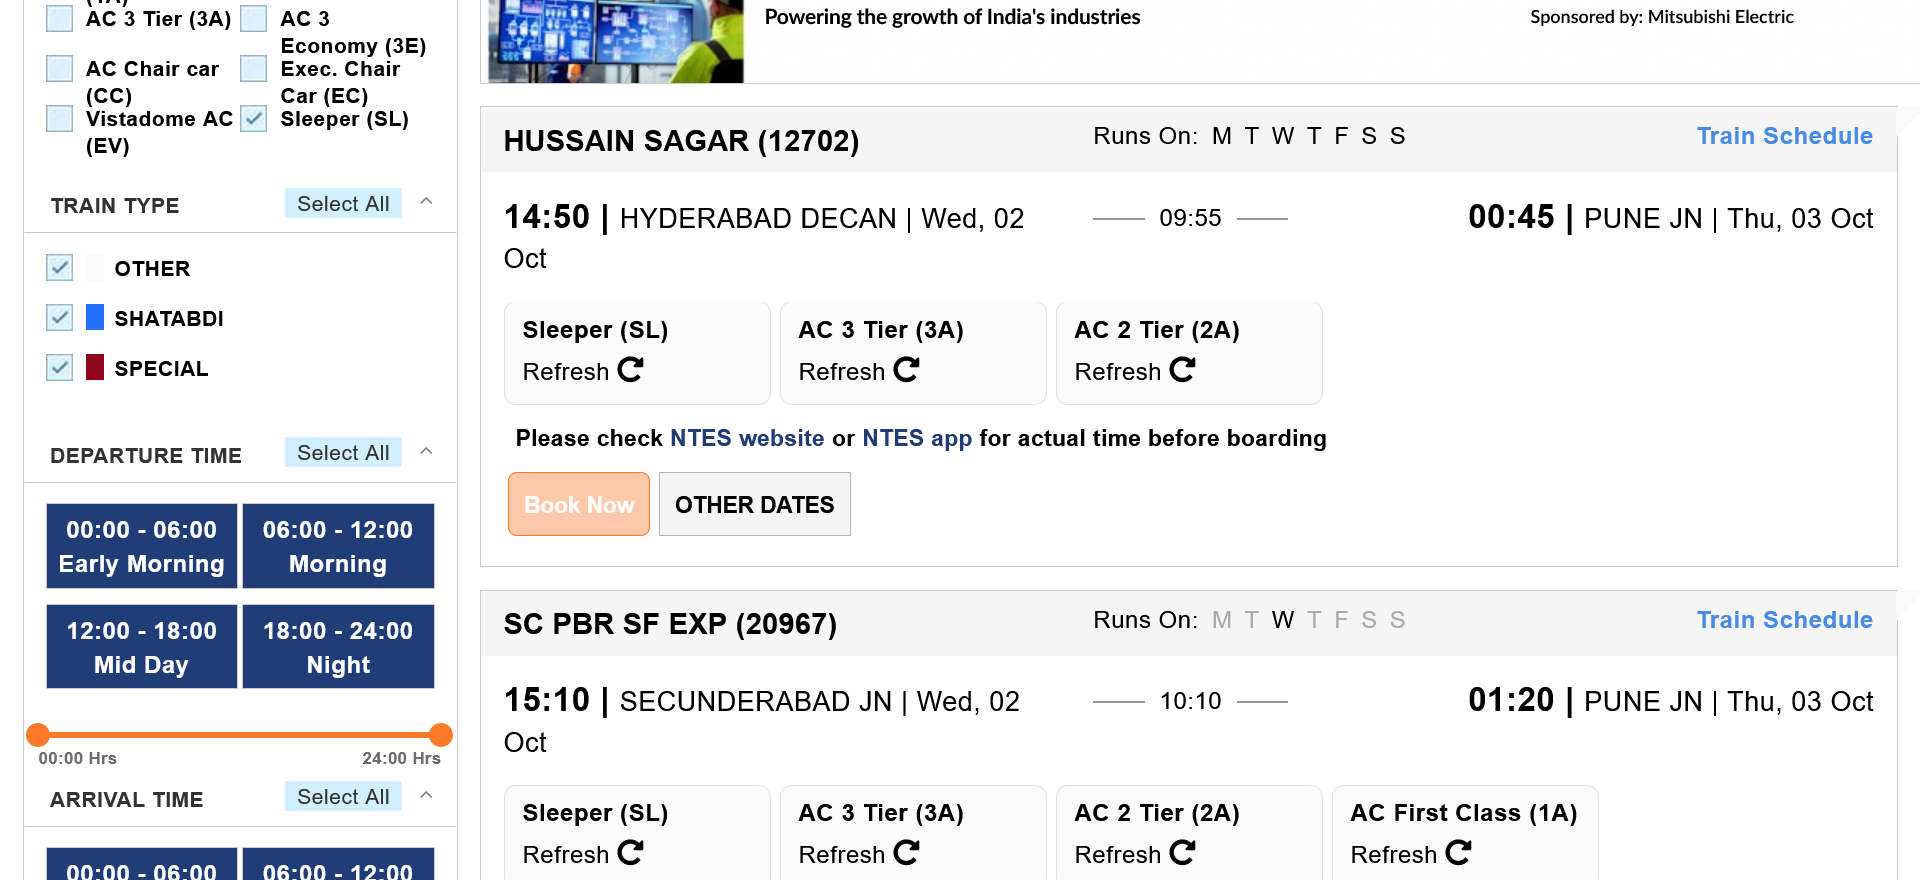 AC 3 Tier (3A)
AC 3
Economy (3E)
AC Chair car
(CC)
Exec. Chair
Car (EC)
Vistadome AC
(EV)
Sleeper (SL)
TRAIN TYPE
Select All
OTHER
SHATABDI
SPECIAL
DEPARTURE TIME
Select All
00:00 - 06:00
Early Morning
06:00 - 12:00
Morning
12:00 - 18:00
Mid Day
18:00 - 24:00
Night
00:00 Hrs
24:00 Hrs
ARRIVAL TIME
Select All
00:00 - 06:00
06:00 - 12:00
Powering the growth of India's industries
Sponsored by: Mitsubishi Electric
HUSSAIN SAGAR (12702)
Runs On: M T W T F S S
Train Schedule
14:50 | HYDERABAD DECAN | Wed, 02
Oct
09:55
00:45 | PUNE JN | Thu, 03 Oct
Sleeper (SL)
Refresh
AC 3 Tier (3A)
Refresh
AC 2 Tier (2A)
Refresh
Please check NTES website or NTES app for actual time before boarding
Book Now
OTHER DATES
SC PBR SF EXP (20967)
Runs On: M T W T F S S
Train Schedule
15:10 | SECUNDERABAD JN | Wed, 02
Oct
10:10
01:20 | PUNE JN | Thu, 03 Oct
Sleeper (SL)
Refresh
AC 3 Tier (3A)
Refresh
AC 2 Tier (2A)
Refresh
AC First Class (1A)
Refresh